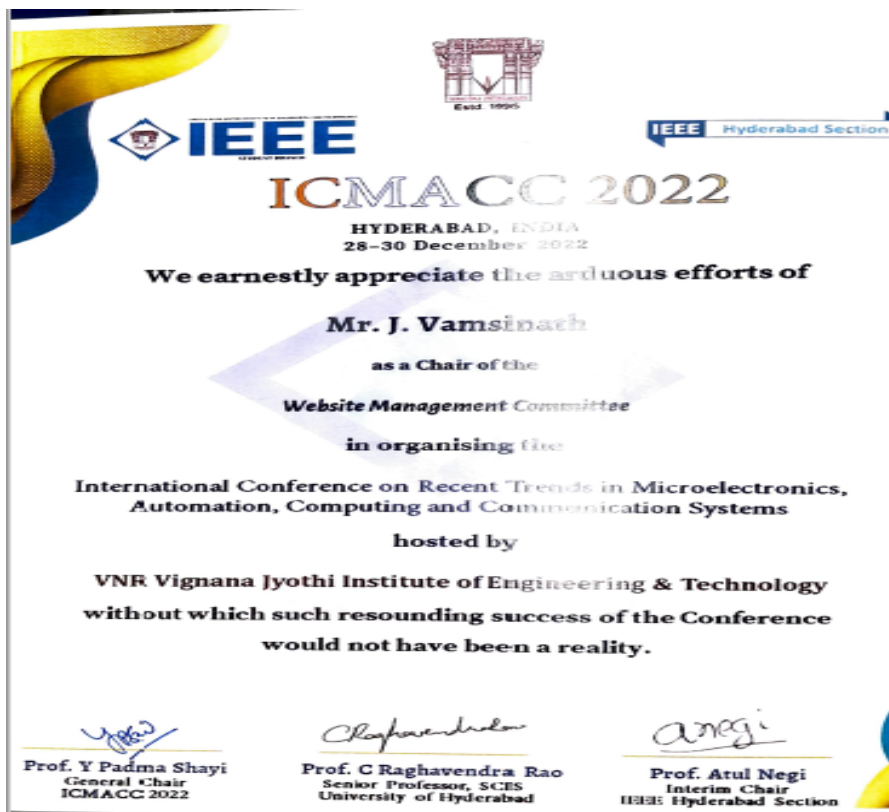 Estd. 1995
IEEE
STUDENT BRANCH
IEEE Hyderabad Section
ICMACC 2022
HYDERABAD, INDIA
28-30 December 2022
We earnestly appreciate the arduous efforts of
Mr. J. Vamsinath
as a Chair of the
Website Management Committee
in organising the
International Conference on Recent Trends in Microelectronics,
Automation, Computing and Communication Systems
hosted by
VNR Vignana Jyothi Institute of Engineering & Technology
without which such resounding success of the Conference
would not have been a reality.
CRaghavendraRao
anegi
Prof. Y Padma Shayi
General Chair
ICMACC 2022
Prof. C Raghavendra Rao
Senior Professor, SCES
University of Hyderabad
Prof. Atul Negi
Interim Chair
IEEE Hyderabad Section